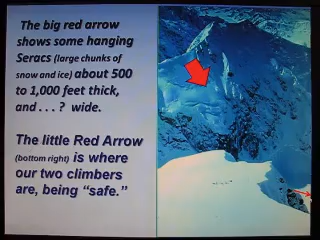 The big red arrow
shows some hanging
Seracs (large chunks of
snow and ice) about 500
to 1,000 feet thick,
and . . . ? wide.
The little Red Arrow
(bottom right) is where
our two climbers
are, being “safe.”